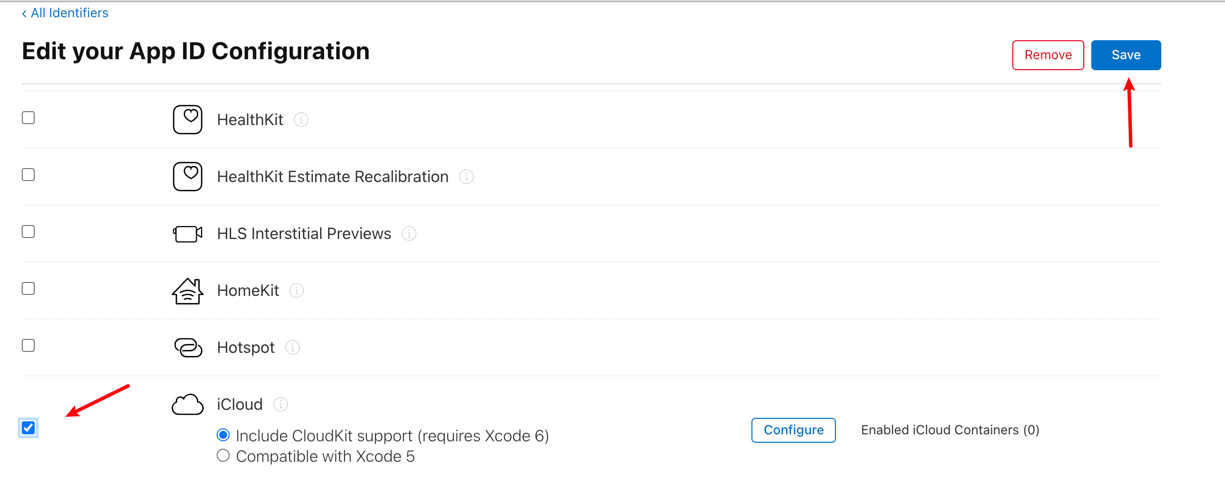 ‹ All Identifiers
Edit your App ID Configuration
Remove
Save
HealthKit
HealthKit Estimate Recalibration
HLS Interstitial Previews
HomeKit
Hotspot
iCloud
Include CloudKit support (requires Xcode 6)
Compatible with Xcode 5
Configure
Enabled iCloud Containers (0)